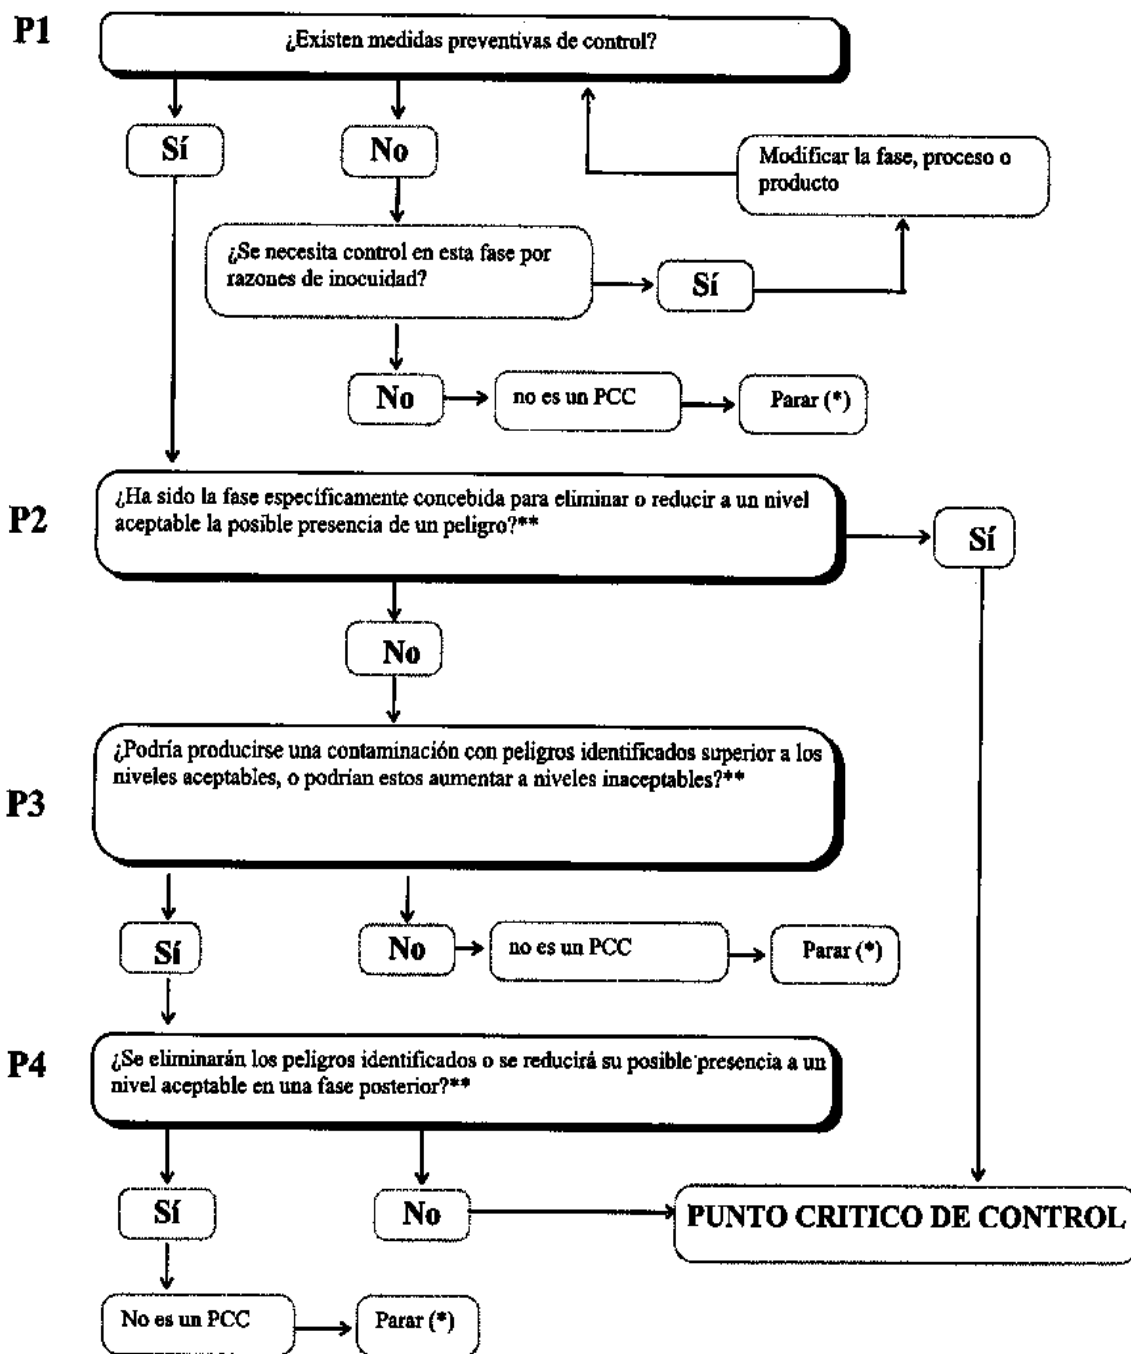 P1
¿Existen medidas preventivas de control?
Sí
No
Modificar la fase, proceso o
producto
¿Se necesita control en esta fase por
razones de inocuidad?
Sí
No
no es un PCC
Parar (*)
P2
¿Ha sido la fase específicamente concebida para eliminar o reducir a un nivel
aceptable la posible presencia de un peligro?**
Sí
No
P3
¿Podría producirse una contaminación con peligros identificados superior a los
niveles aceptables, o podrían estos aumentar a niveles inaceptables?**
Sí
No
no es un PCC
Parar (*)
P4
¿Se eliminarán los peligros identificados o se reducirá su posible presencia a un
nivel aceptable en una fase posterior?**
Sí
No
PUNTO CRITICO DE CONTROL
No es un PCC
Parar (*)